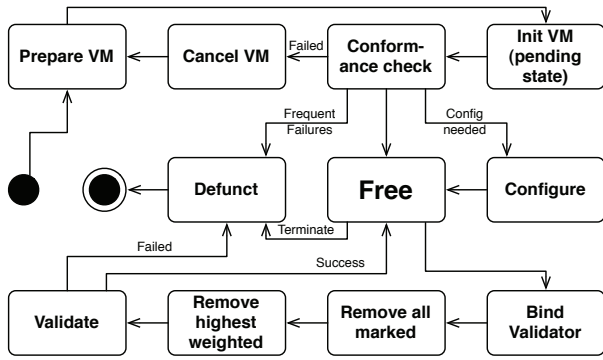 Prepare VM
Cancel VM
Failed
Conform-
ance check
Init VM
(pending
state)
Frequent
Failures
Config
needed
Defunct
Free
Configure
Terminate
Failed
Success
Validate
Remove
highest
weighted
Remove all
marked
Bind
Validator